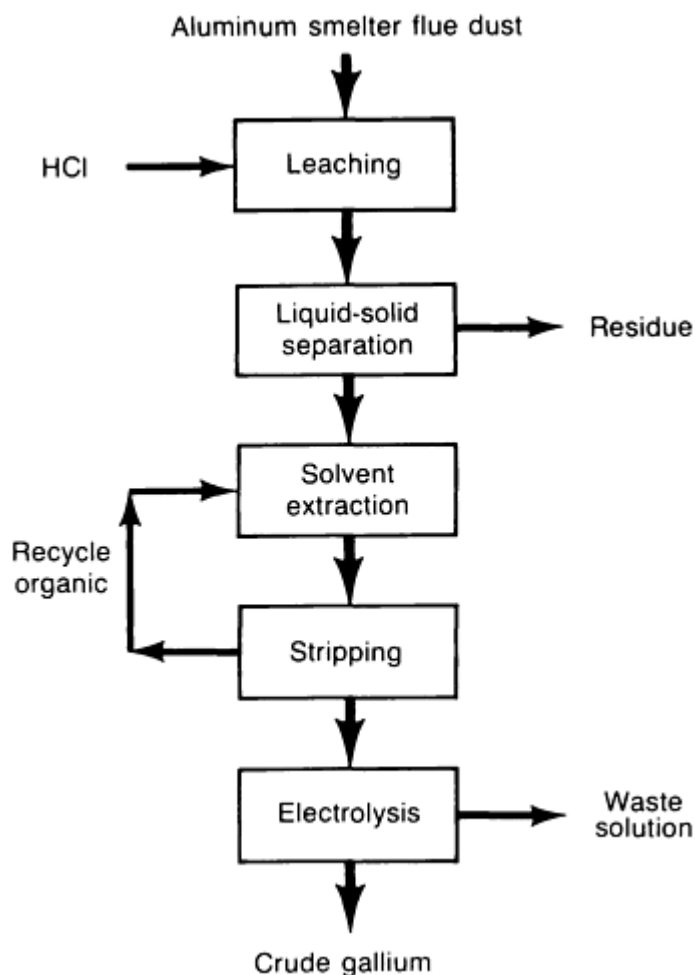 Aluminum smelter flue dust
HCl
Leaching
Liquid-solid
separation
Residue
Solvent
extraction
Recycle
organic
Stripping
Electrolysis
Waste
solution
Crude gallium